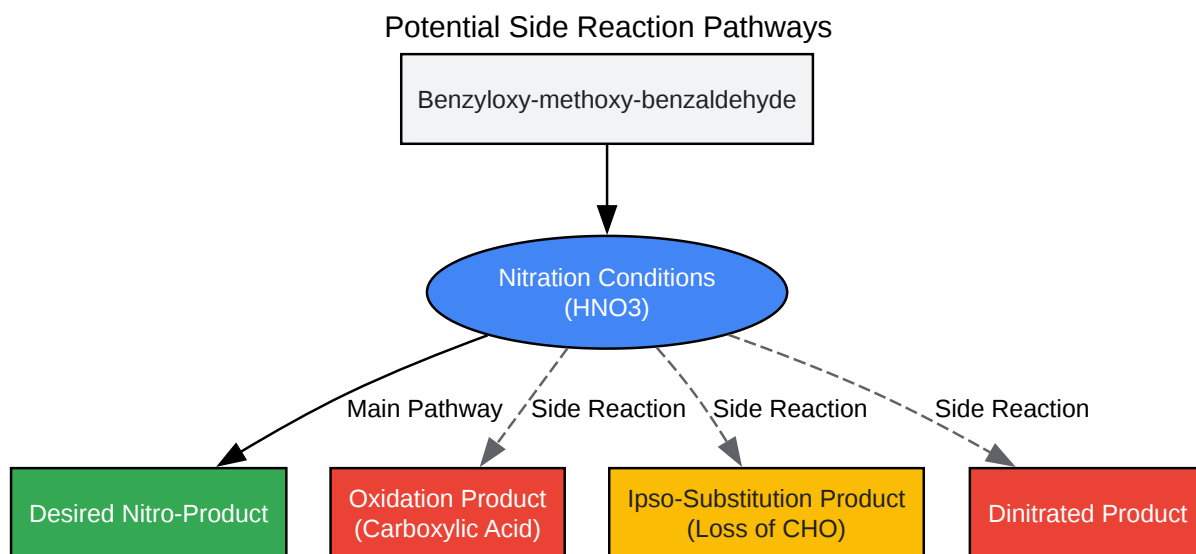 Potential Side Reaction Pathways
Benzyloxy-methoxy-benzaldehyde
Nitration Conditions
(HNO3)
Main Pathway
Side Reaction
Side Reaction
Side Reaction
Desired Nitro-Product
Oxidation Product
(Carboxylic Acid)
Ipso-Substitution Product
(Loss of CHO)
Dinitrated Product